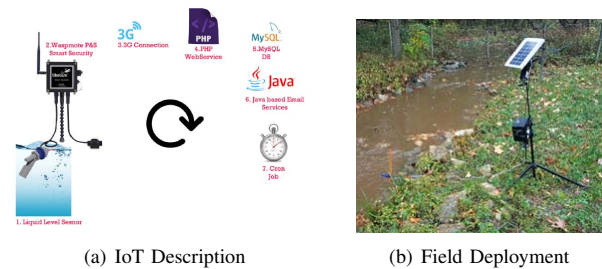 2.Waspmote P&S
Smart Security
3G
3.3G Connection
PHP
4.PHP
WebService
MySQL
5.MySQL
DB
Java
6. Java based Email
Services
7. Cron
Job
1. Liquid Level Sensor
(a) IoT Description
(b) Field Deployment